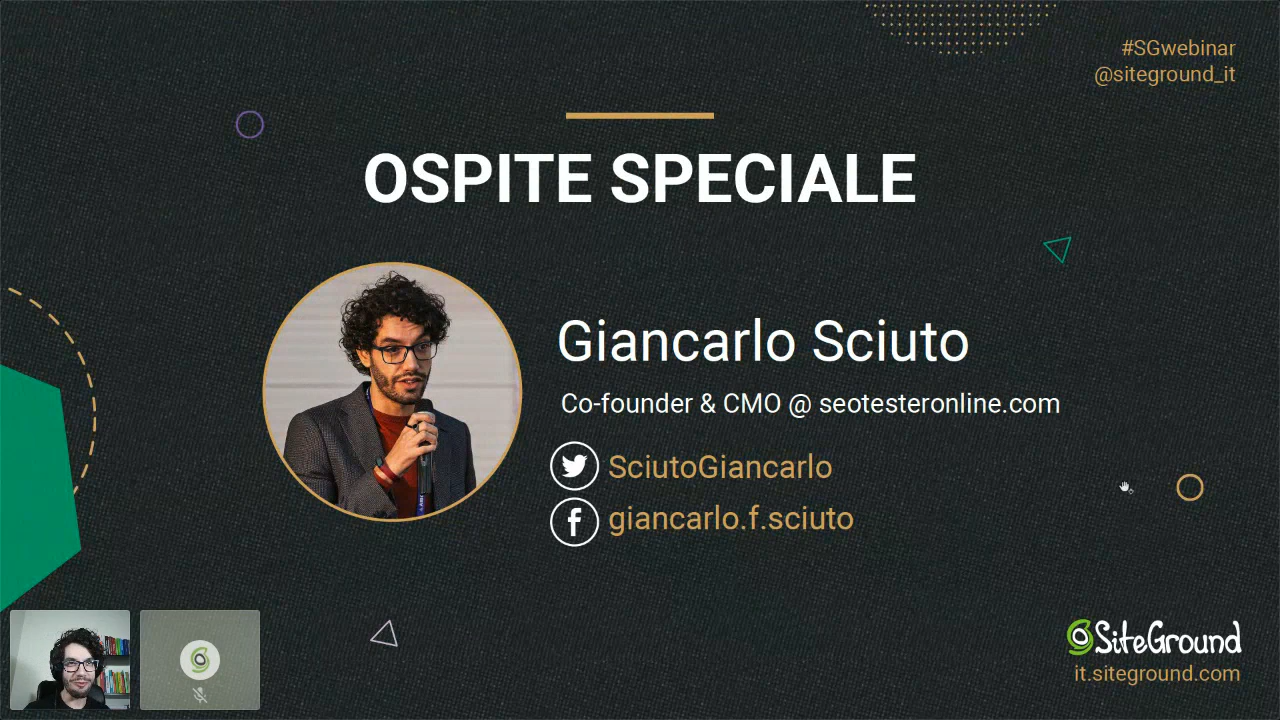 #SGwebinar
@siteground_it
OSPITE SPECIALE
Giancarlo Sciuto
Co-founder & CMO @ seotesteronline.com
SciutoGiancarlo
giancarlo.f.sciuto
SiteGround
it.siteground.com